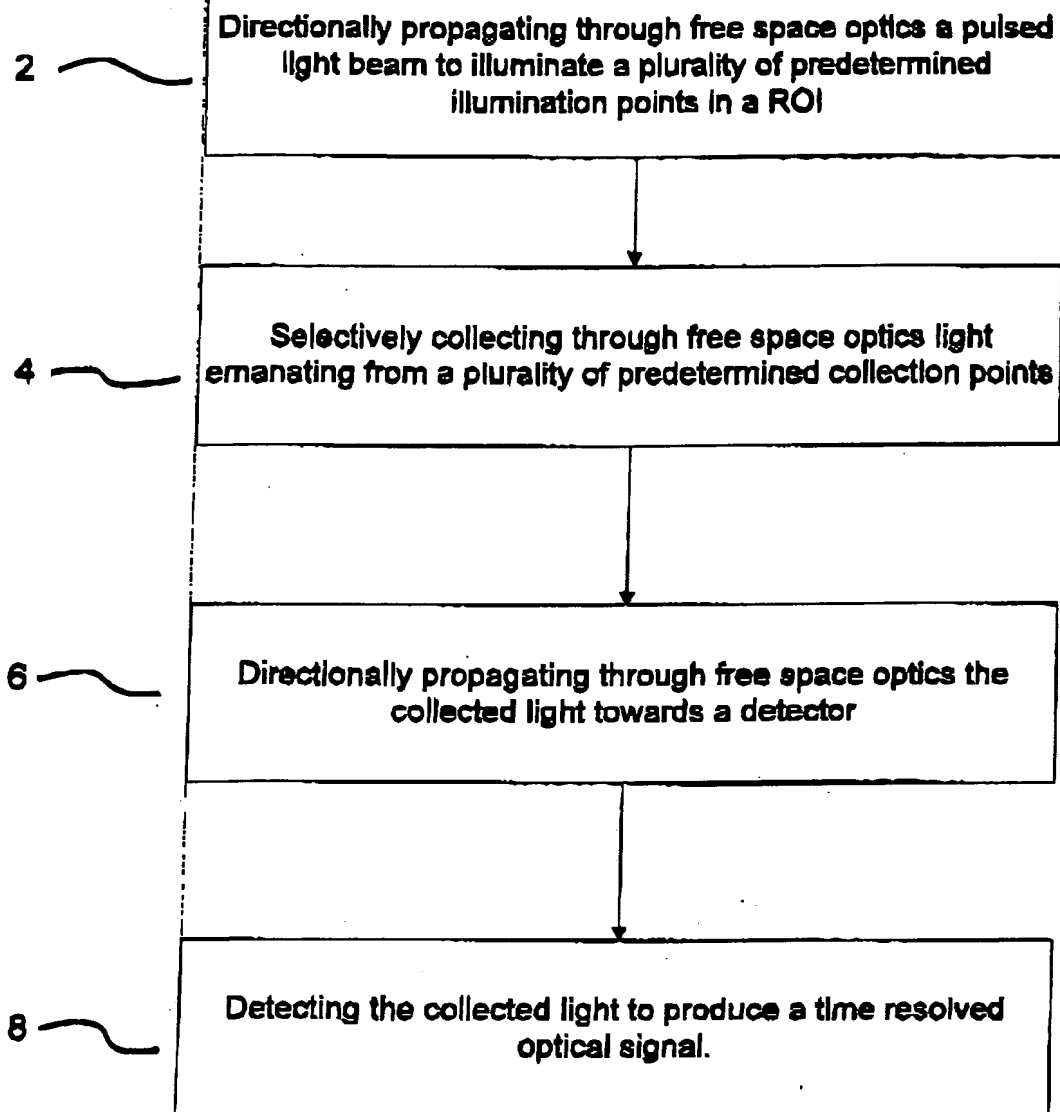 Directionally propagating through free space optics a pulsed
2
light beam to illuminate a plurality of predetermined
illumination points in a ROI
Selectively collecting through free space optics light
4
emanating from a plurality of predetermined collection points
6
Directionally propagating through free space optics the
collected light towards a detector
Detecting the collected light to produce a time resolved
8
optical signal.